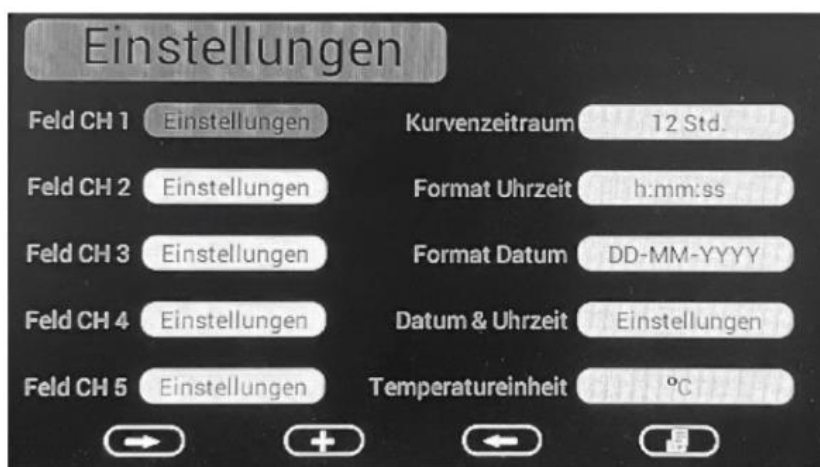 Einstellungen
Feld CH 1 Einstellungen Kurvenzeitraum 12 Std.
Feld CH 2 Einstellungen Format Uhrzeit h:mm:ss
Feld CH 3 Einstellungen Format Datum DD-MM-YYYY
Feld CH 4 Einstellungen Datum & Uhrzeit Einstellungen
Feld CH 5 Einstellungen Temperatureinheit ºC